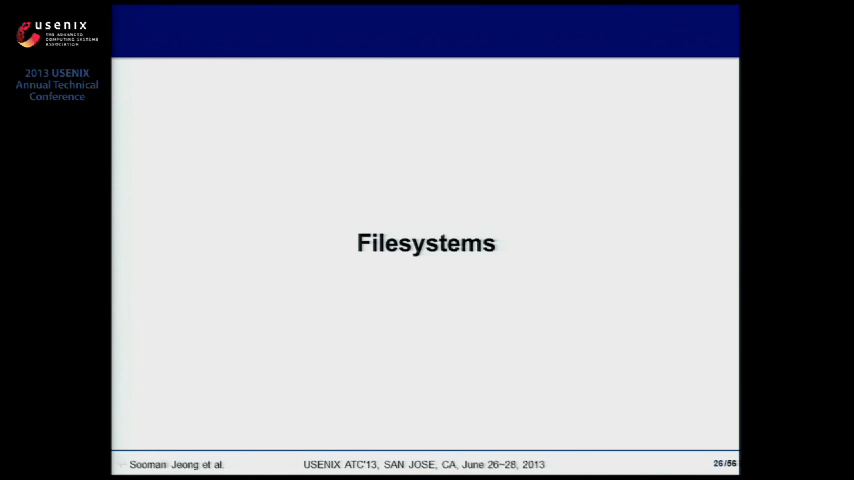 usenix
THE ADVANCED
COMPUTING SYSTEMS
ASSOCIATION
2013 USENIX
Annual Technical
Conference
Filesystems
Sooman Jeong et al.
USENIX ATC'13, SAN JOSE, CA, June 26~28, 2013
26/56